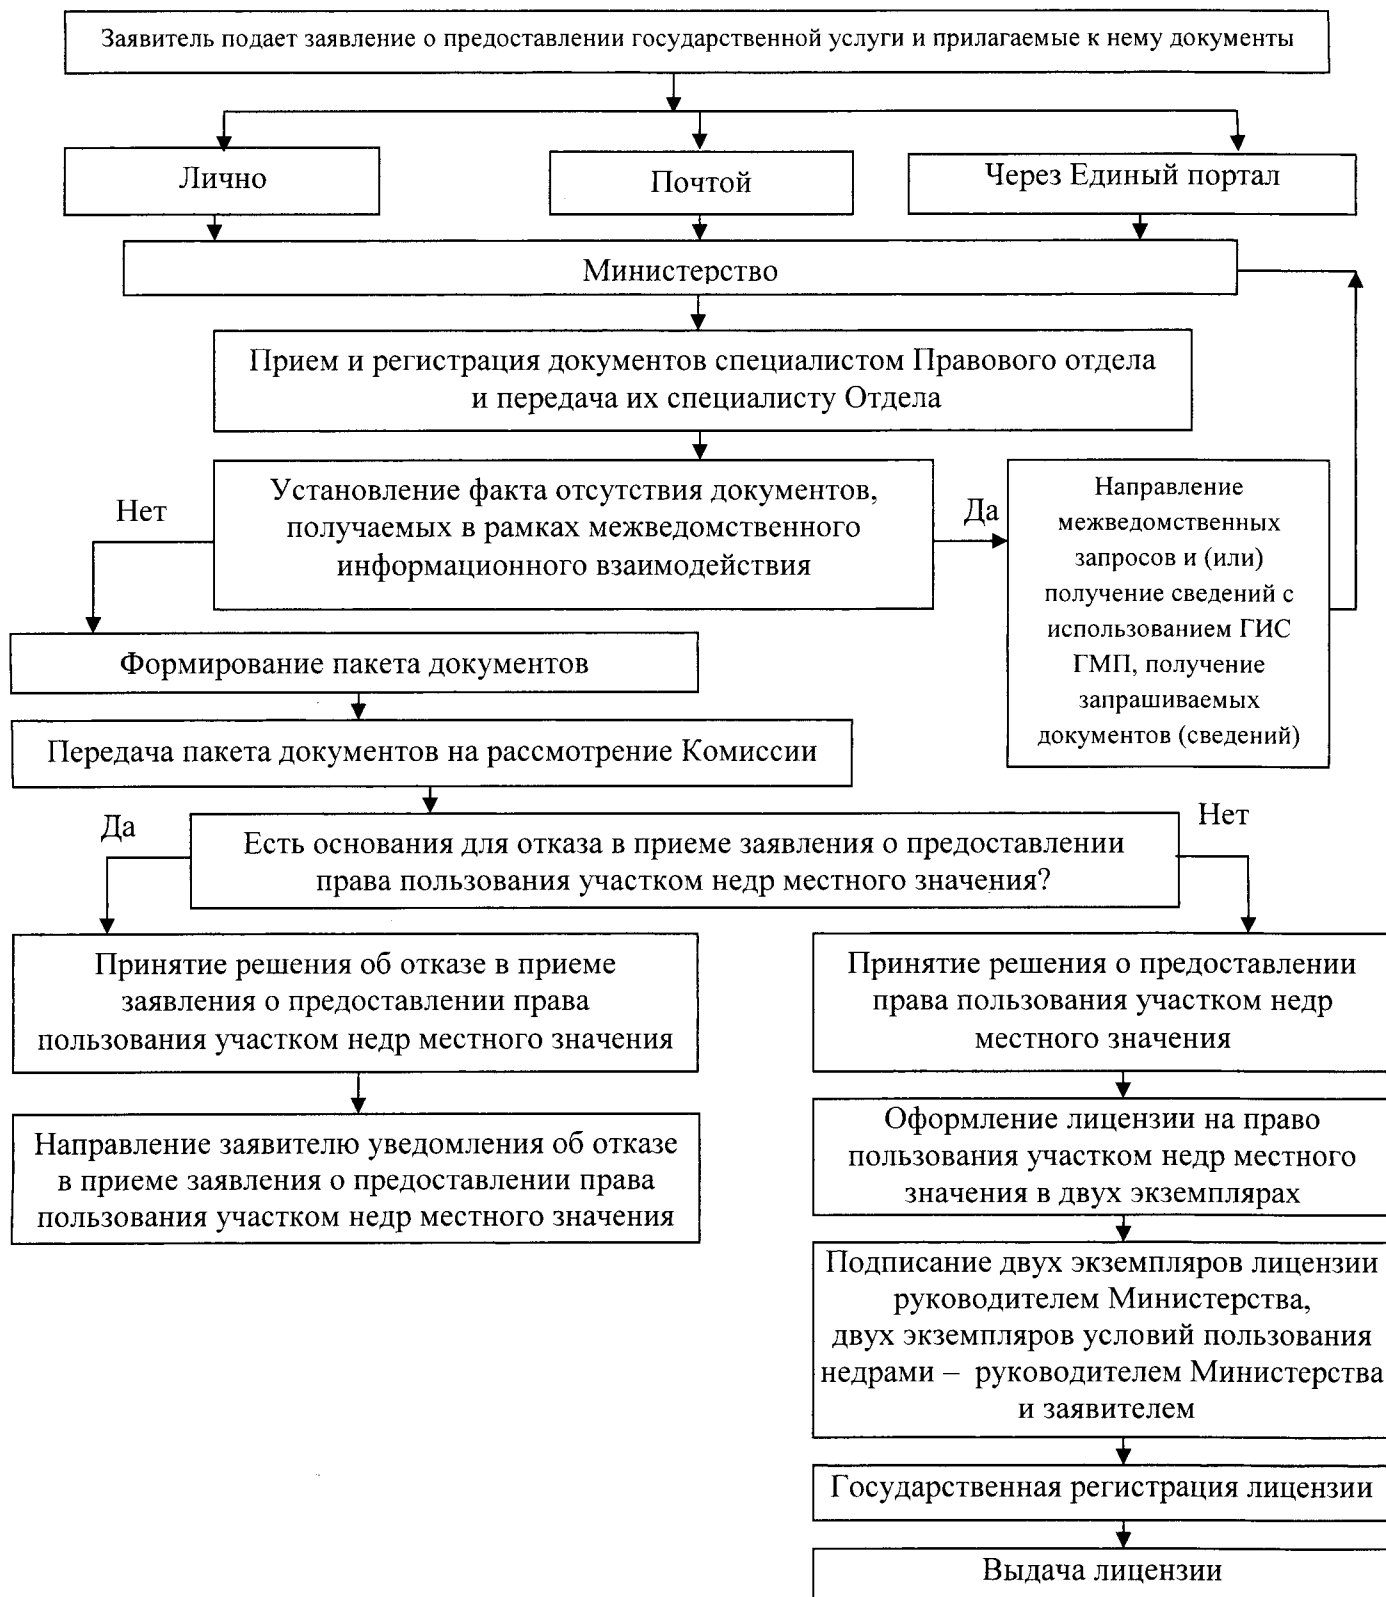 Заявитель подает заявление о предоставлении государственной услуги и прилагаемые к нему документы
Лично
Почтой
Через Единый портал
Министерство
Прием и регистрация документов специалистом Правового отдела
и передача их специалисту Отдела
Нет
Установление факта отсутствия документов,
получаемых в рамках межведомственного
информационного взаимодействия
Да
Направление
межведомственных
запросов и (или)
получение сведений с
использованием ГИС
ГМП, получение
запрашиваемых
документов (сведений)
Формирование пакета документов
Передача пакета документов на рассмотрение Комиссии
Да
Есть основания для отказа в приеме заявления о предоставлении
права пользования участком недр местного значения?
Нет
Принятие решения об отказе в приеме
заявления о предоставлении права
пользования участком недр местного значения
Направление заявителю уведомления об отказе
в приеме заявления о предоставлении права
пользования участком недр местного значения
Принятие решения о предоставлении
права пользования участком недр
местного значения
Оформление лицензии на право
пользования участком недр местного
значения в двух экземплярах
Подписание двух экземпляров лицензии
руководителем Министерства,
двух экземпляров условий пользования
недрами – руководителем Министерства
и заявителем
Государственная регистрация лицензии
Выдача лицензии